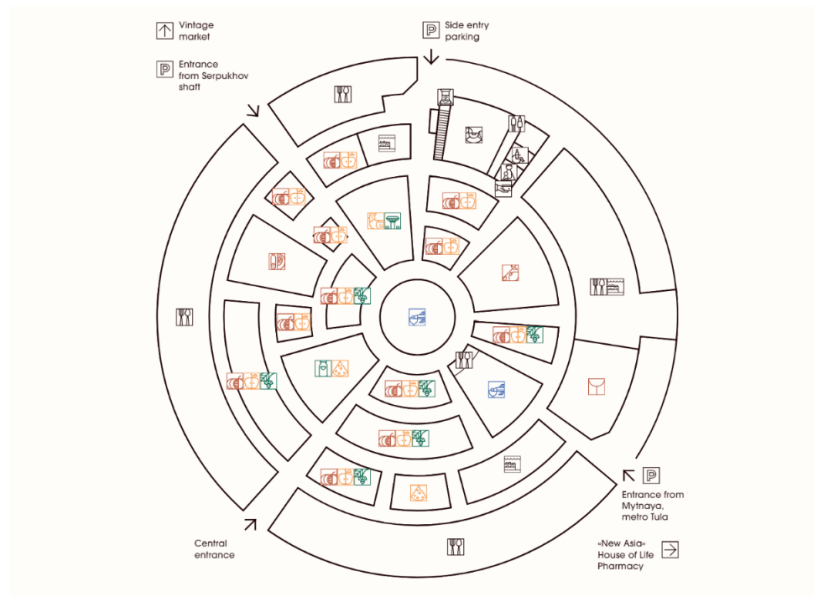 Vintage
market
P
Entrance
from Serpukhov
shaft
P
Side entry
parking
P
Entrance from
Mytnaya,
metro Tula
«New Asia»
House of Life
Pharmacy
Central
entrance